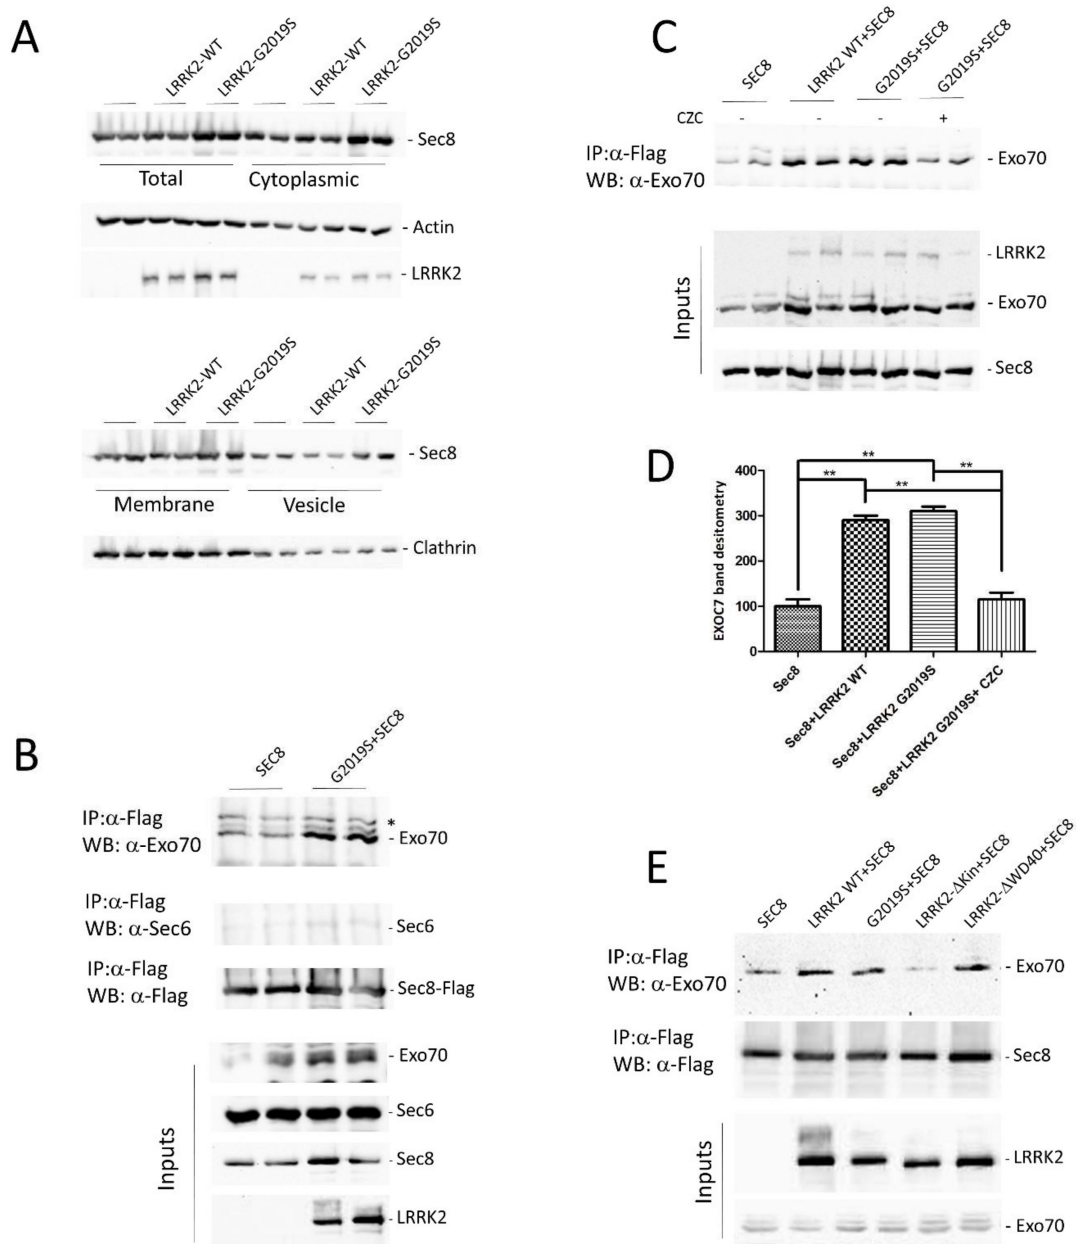 A
LRRK2-WT
LRRK2-G2019S
LRRK2-WT
LRRK2-G2019S
- Sec8
Total
Cytoplasmic
- Actin
- LRRK2
LRRK2-WT
LRRK2-G2019S
LRRK2-WT
LRRK2-G2019S
- Sec8
Membrane
Vesicle
- Clathrin
B
SEC8
G2019S+SEC8
IP:α-Flag
WB: α-Exo70
*
- Exo70
IP:α-Flag
WB: α-Sec6
- Sec6
IP:α-Flag
WB: α-Flag
- Sec8-Flag
Inputs
- Exo70
- Sec6
- Sec8
- LRRK2
C
SEC8
LRRK2 WT+SEC8
G2019S+SEC8
G2019S+SEC8
CZC
- - - +
IP:α-Flag
WB: α-Exo70
- Exo70
Inputs
- LRRK2
- Exo70
- Sec8
D
EXOC7 band desitometry
400
300
200
100
0
**
**
**
**
Sec8
Sec8+LRRK2 WT
Sec8+LRRK2 G2019S
Sec8+LRRK2 G2019S+ CZC
E
SEC8
LRRK2 WT+SEC8
G2019S+SEC8
LRRK2-ΔKin+SEC8
LRRK2-ΔWD40+SEC8
IP:α-Flag
WB: α-Exo70
- Exo70
IP:α-Flag
WB: α-Flag
- Sec8
Inputs
- LRRK2
- Exo70